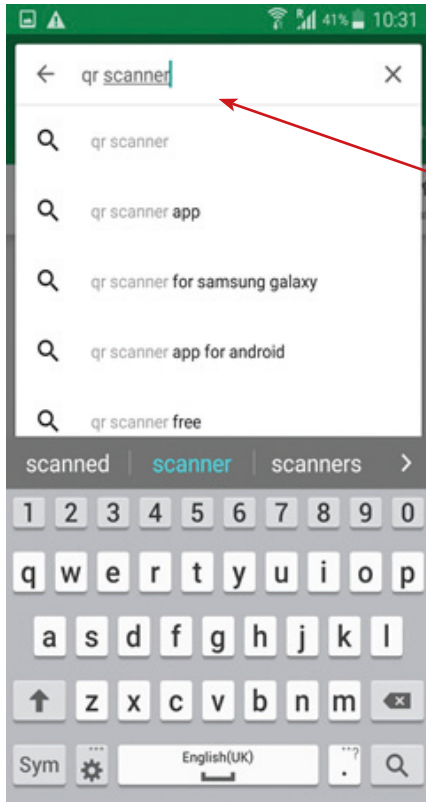 R 41% 10:31
qr scanner
qr scanner
qr scanner app
qr scanner for samsung galaxy
qr scanner app for android
qr scanner free
scanned scanner scanners >
1 2 3 4 5 6 7 8 9 0
q w e r t y u i o p
a s d f g h j k l
z x c v b n m
Sym English(UK) ...? .